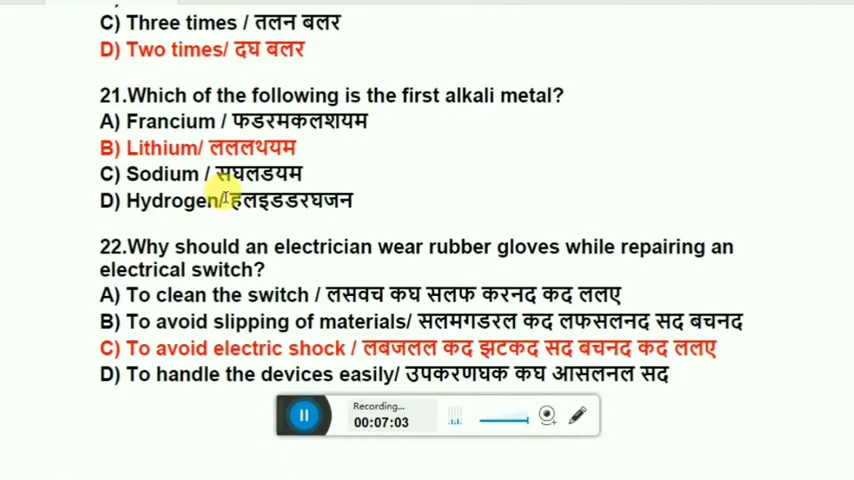 C) Three times / तलन बलर
D) Two times/ दघ बलर
21.Which of the following is the first alkali metal?
A) Francium / फडरमकलशयम
B) Lithium/ लललथयम
C) Sodium / सघलडयम
D) Hydrogen/ हलइडडरघजन
22.Why should an electrician wear rubber gloves while repairing an
electrical switch?
A) To clean the switch / लसवच कघ सलफ करनद कद ललए
B) To avoid slipping of materials/ सलमगडरल कद लफसलनद सद बचनद
C) To avoid electric shock / लबजलल कद झटकद सद बचनद कद ललए
D) To handle the devices easily/ उपकरणघक कघ आसलनल सद
Recording...
00:07:03